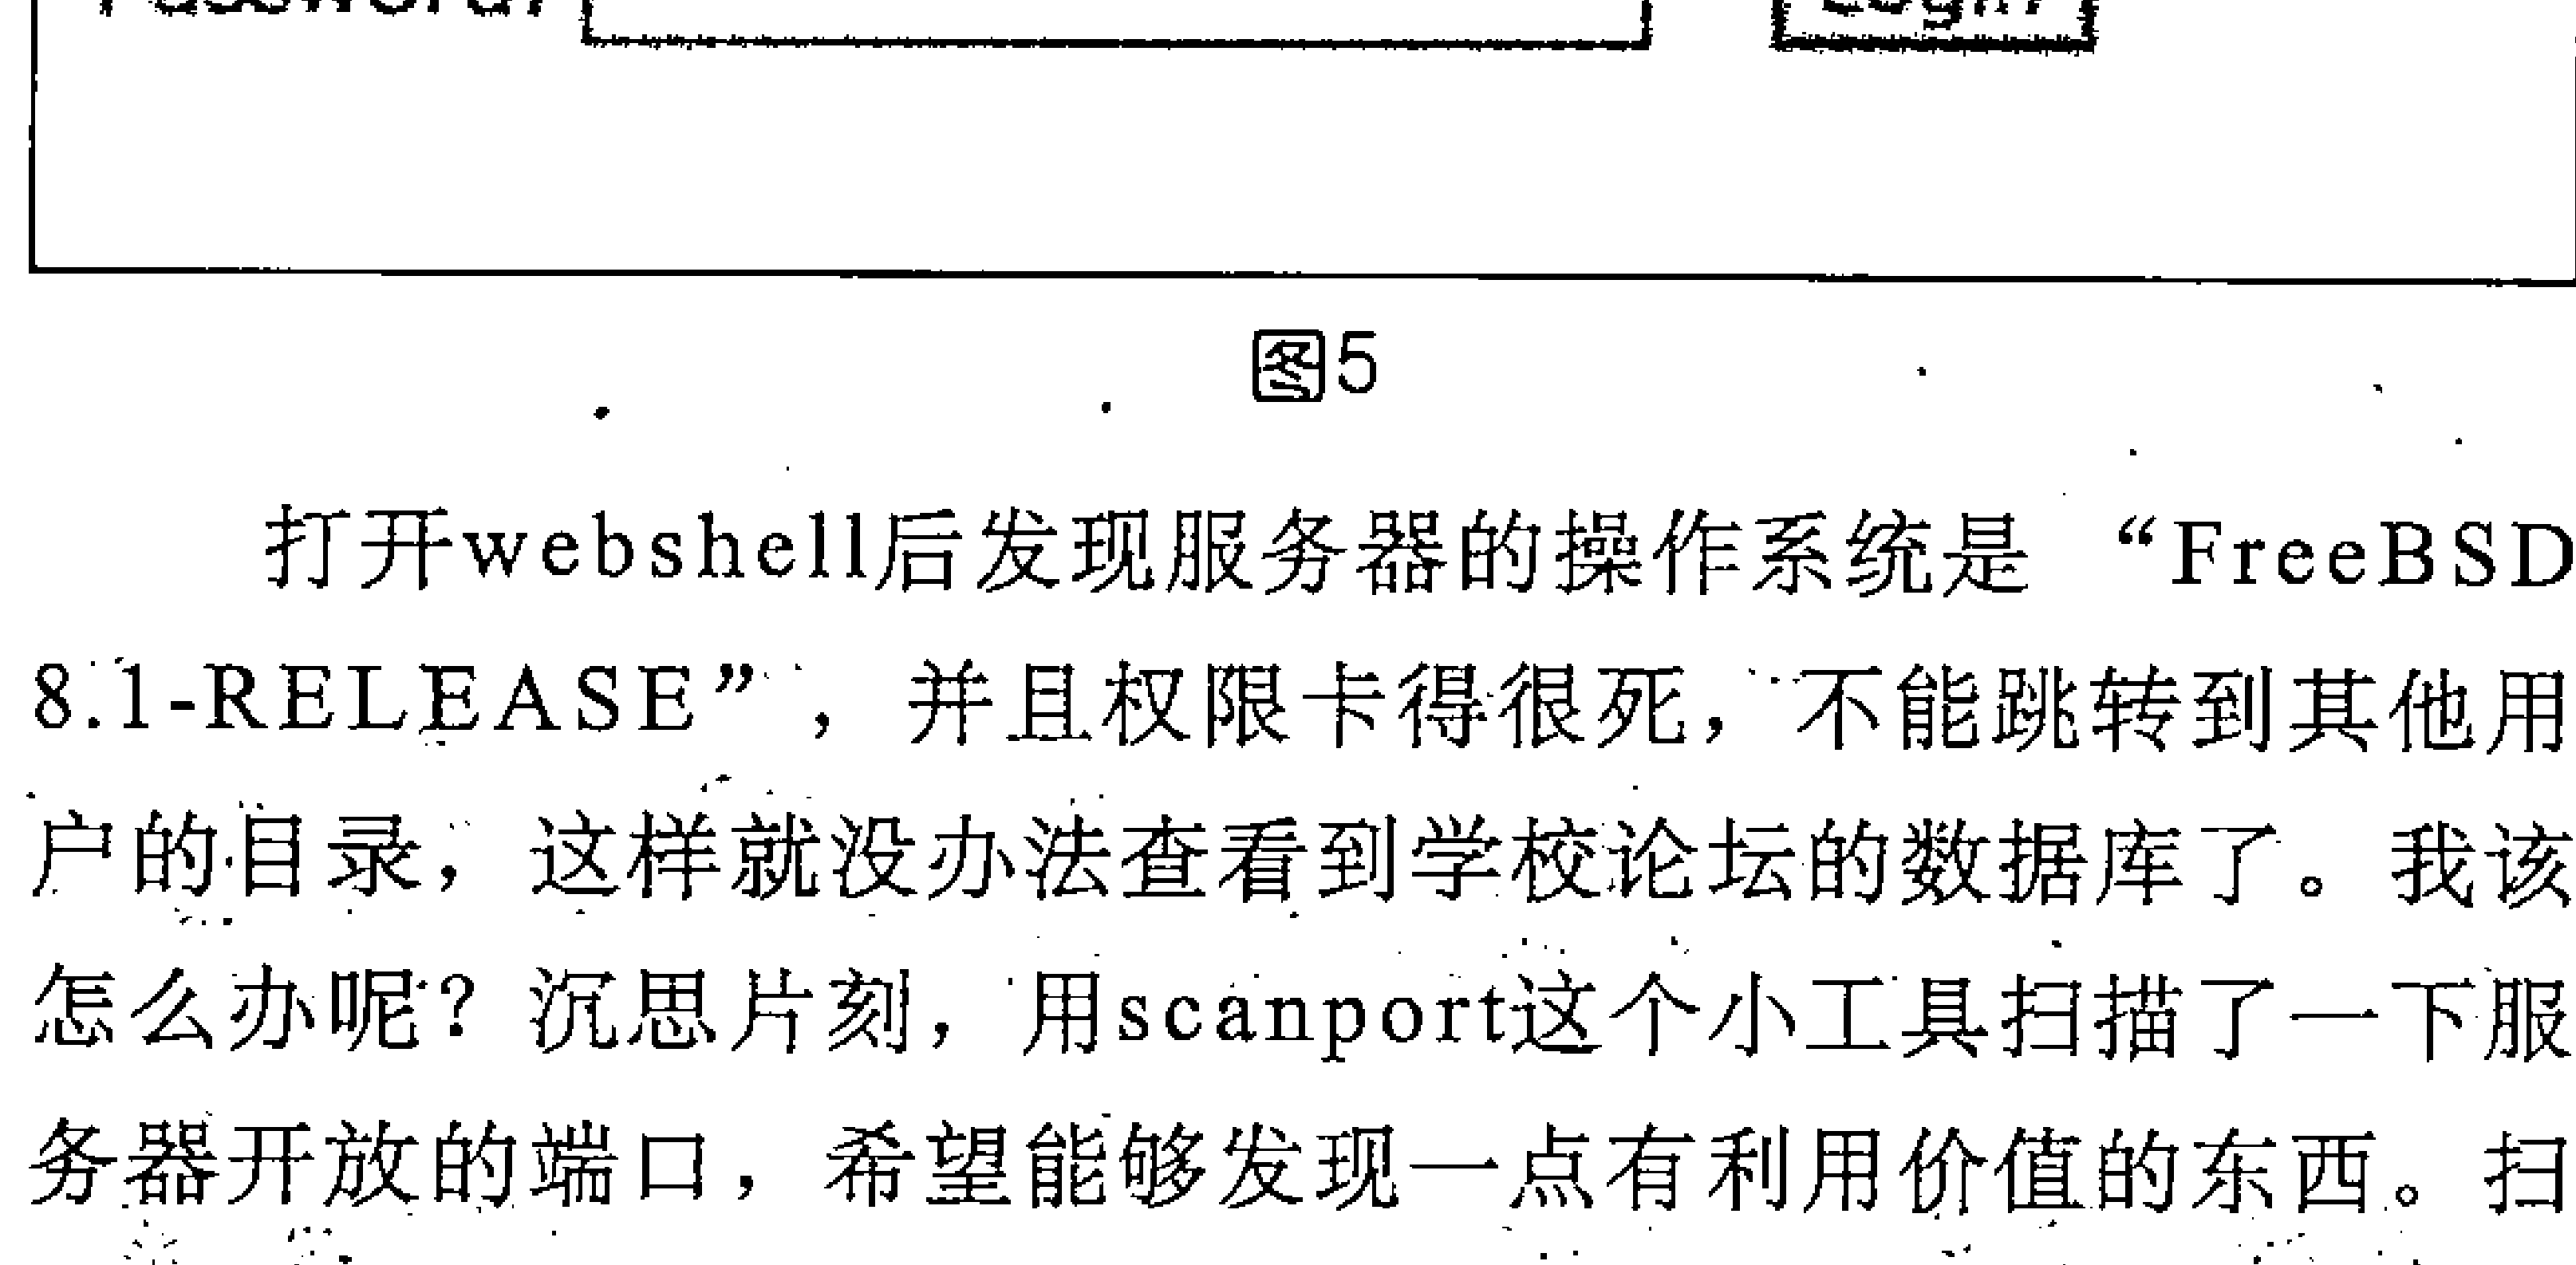 Password:
Login
图5
打开webshell后发现服务器的操作系统是 “FreeBSD
8.1-RELEASE”，并且权限卡得很死，不能跳转到其他用
户的目录，这样就没办法查看到学校论坛的数据库了。我该
怎么办呢？沉思片刻，用scanport这个小工具扫描了一下服
务器开放的端口，希望能够发现一点有利用价值的东西。扫